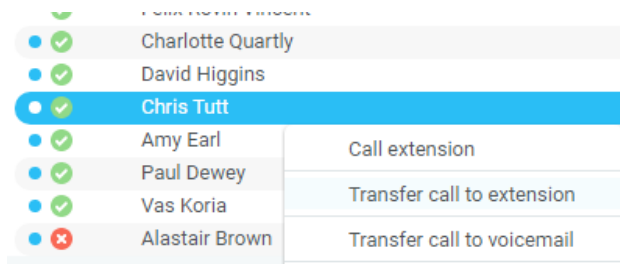 Charlotte Quartly
David Higgins
Chris Tutt
Amy Earl
Call extension
Paul Dewey
Transfer call to extension
Vas Koria
Alastair Brown
Transfer call to voicemail